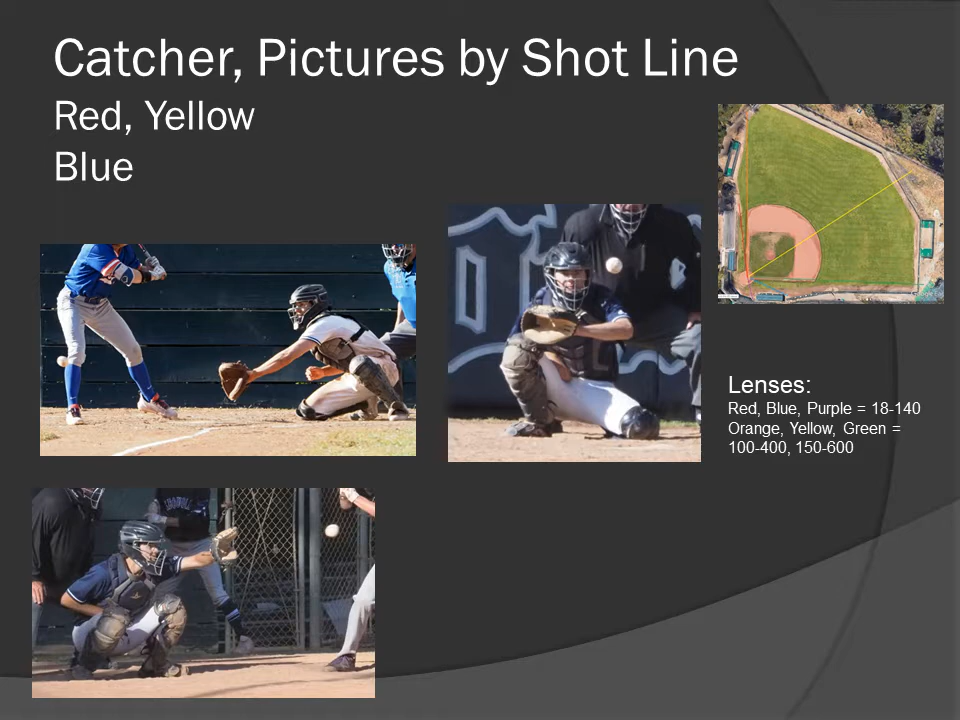 Catcher, Pictures by Shot Line
Red, Yellow
Blue
Lenses:
Red, Blue, Purple = 18-140
Orange, Yellow, Green =
100-400, 150-600